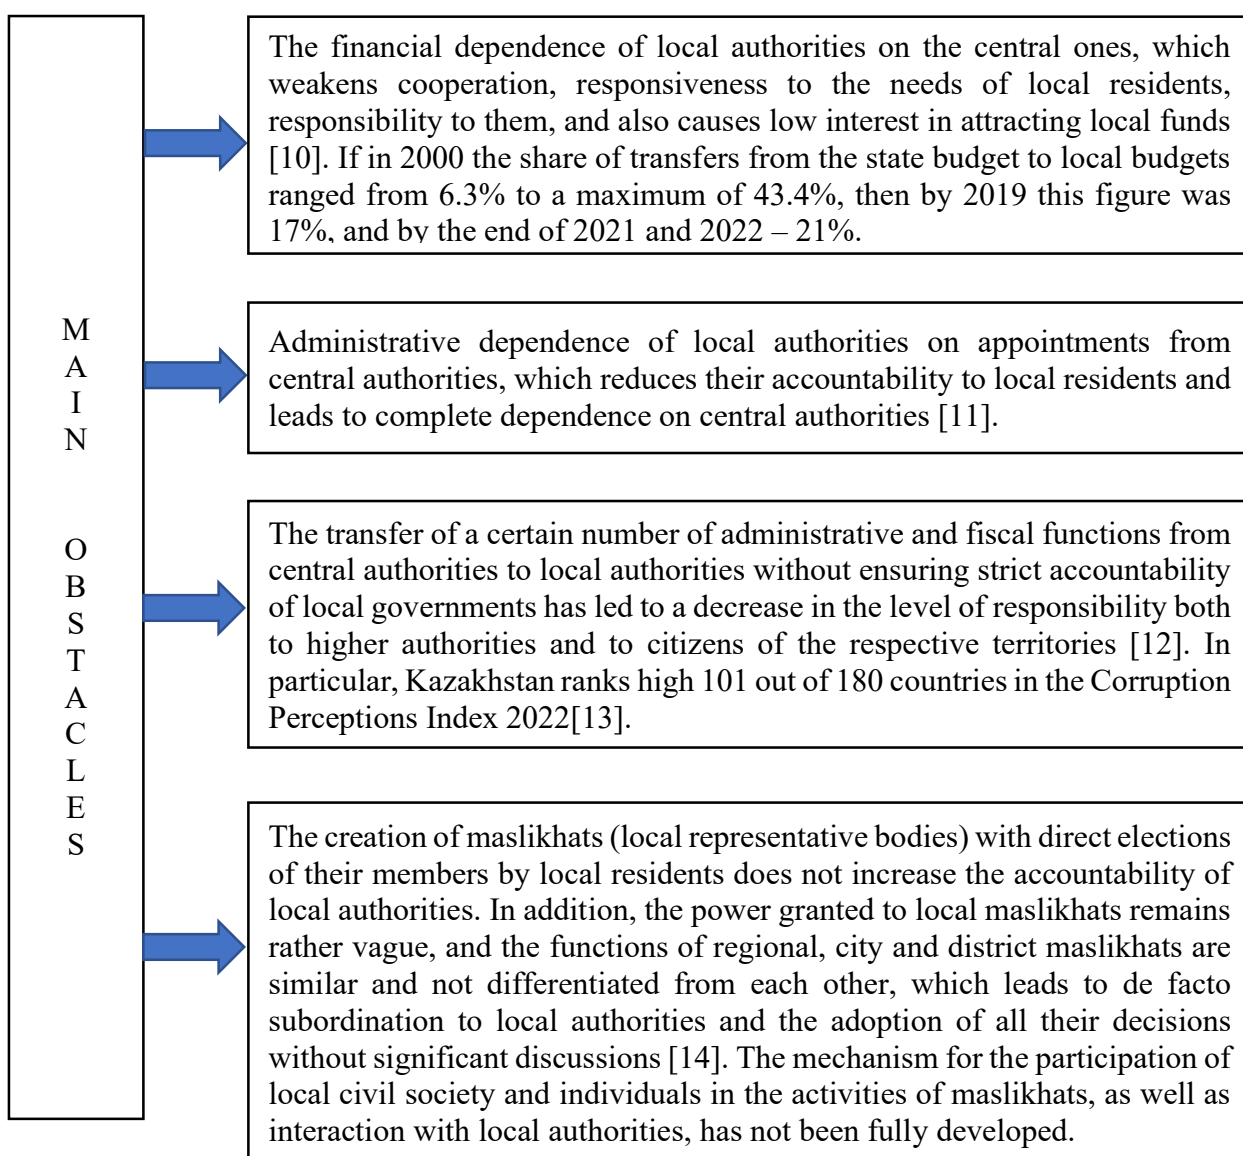 The financial dependence of local authorities on the central ones, which
weakens cooperation, responsiveness to the needs of local residents,
responsibility to them, and also causes low interest in attracting local funds
[10]. If in 2000 the share of transfers from the state budget to local budgets
ranged from 6.3% to a maximum of 43.4%, then by 2019 this figure was
17%, and by the end of 2021 and 2022 – 21%.
M
A
I
N
O
B
S
T
A
C
L
E
S
Administrative dependence of local authorities on appointments from
central authorities, which reduces their accountability to local residents and
leads to complete dependence on central authorities [11].
The transfer of a certain number of administrative and fiscal functions from
central authorities to local authorities without ensuring strict accountability
of local governments has led to a decrease in the level of responsibility both
to higher authorities and to citizens of the respective territories [12]. In
particular, Kazakhstan ranks high 101 out of 180 countries in the Corruption
Perceptions Index 2022[13].
The creation of maslikhats (local representative bodies) with direct elections
of their members by local residents does not increase the accountability of
local authorities. In addition, the power granted to local maslikhats remains
rather vague, and the functions of regional, city and district maslikhats are
similar and not differentiated from each other, which leads to de facto
subordination to local authorities and the adoption of all their decisions
without significant discussions [14]. The mechanism for the participation of
local civil society and individuals in the activities of maslikhats, as well as
interaction with local authorities, has not been fully developed.